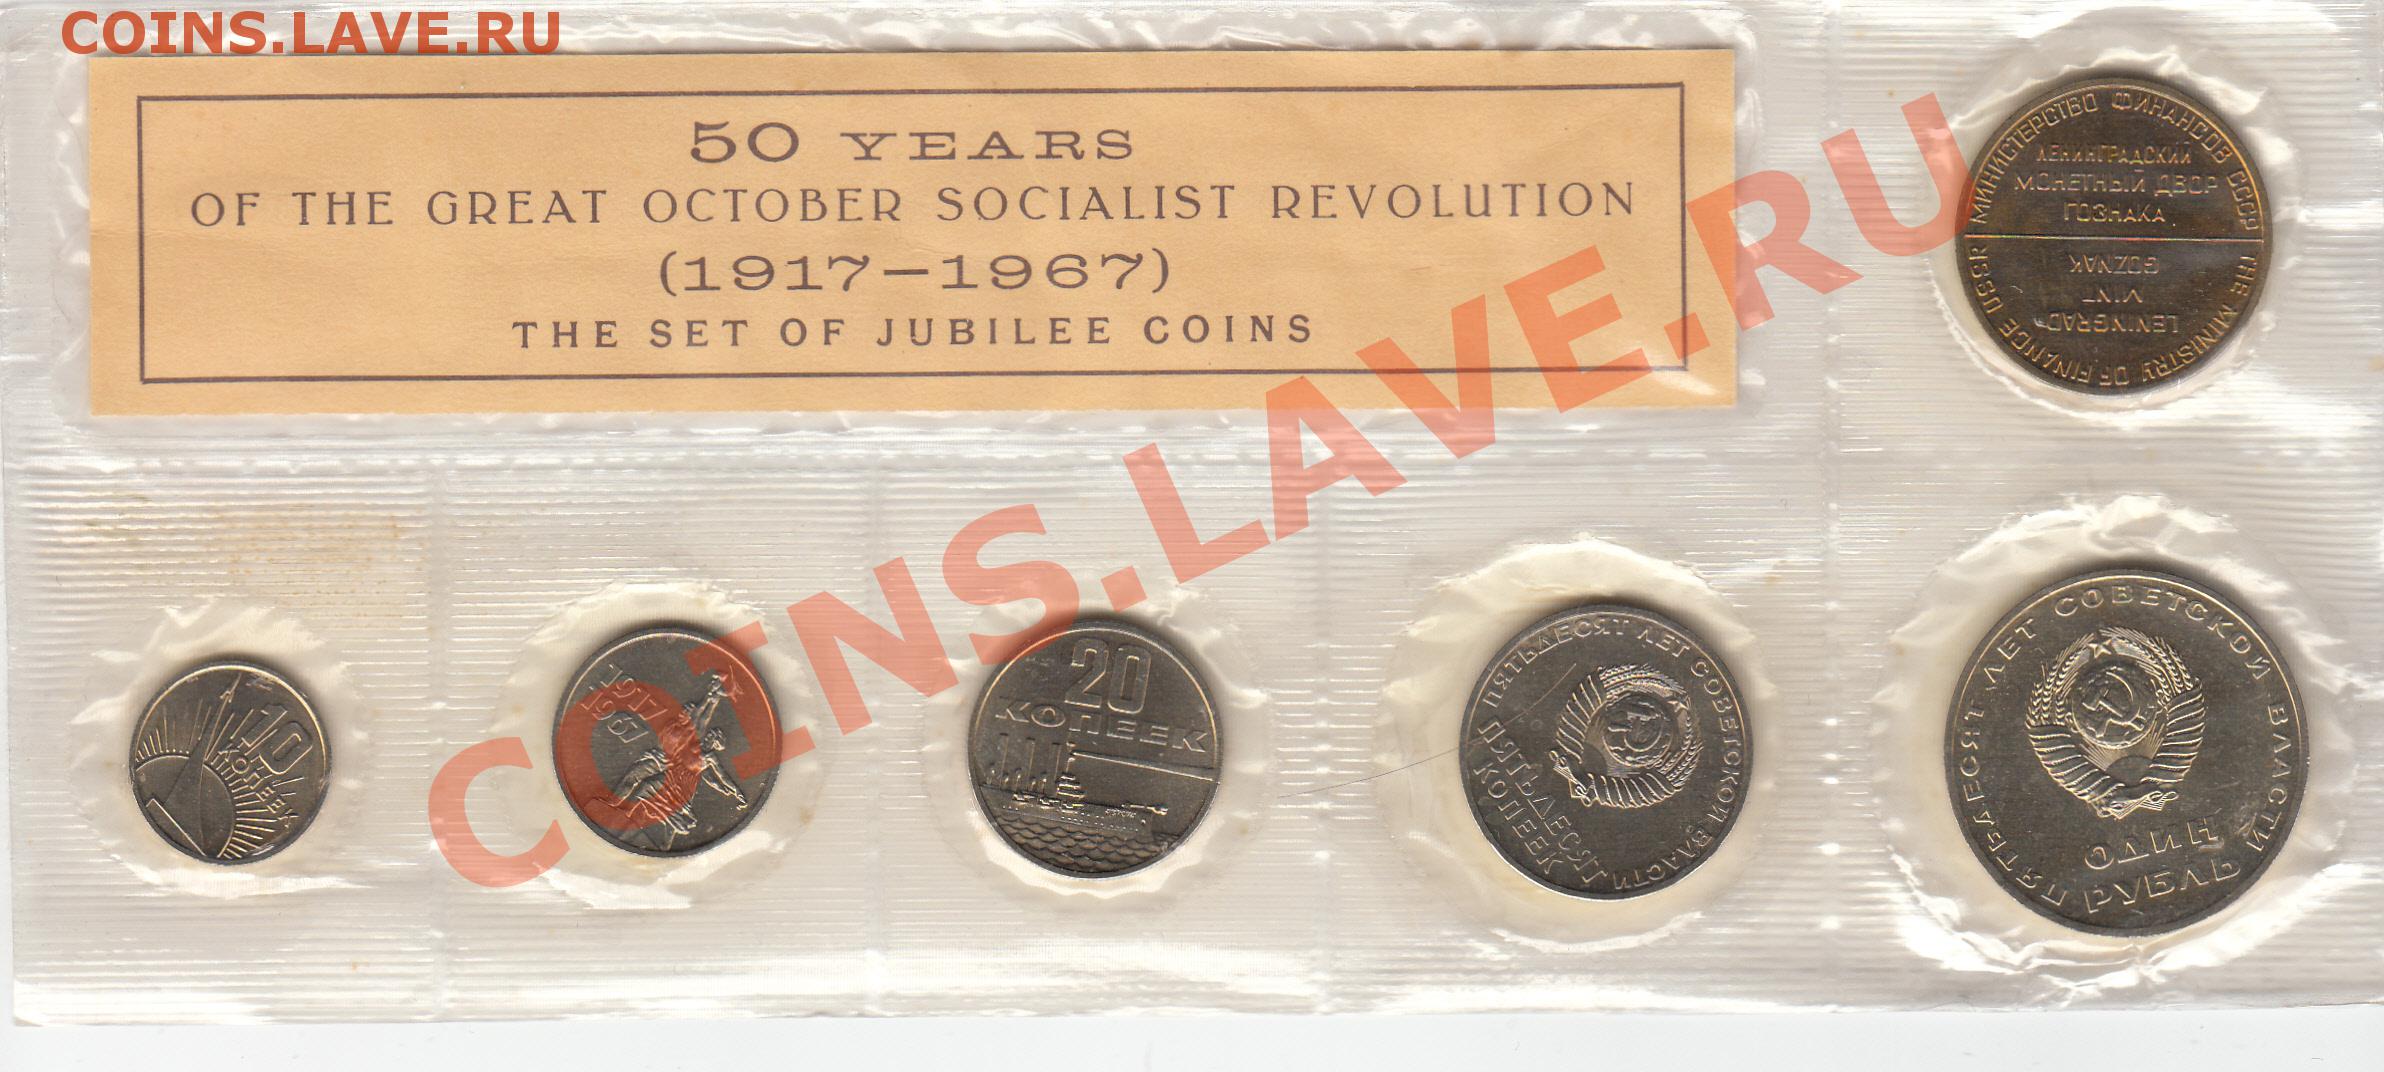 COINS.LAVE.RU
50 YEARS
OF THE GREAT OCTOBER SOCIALIST REVOLUTION
(1917–1967)
THE SET OF JUBILEE COINS
МИНИСТЕРСТВО ФИНАНСОВ СССР
ЛЕНИНГРАДСКИЙ
МОНЕТНЫЙ ДВОР
ГОЗНАКА
THE MINISTRY OF FINANCE USSR
LENINGRAD
MINT
GOZNAK
COINS.LAVE.RU
10
КОПЕЕК
1917
1967
20
КОПЕЕК
ПЯТЬДЕСЯТ ЛЕТ СОВЕТСКОЙ ВЛАСТИ
ПЯТЬДЕСЯТ
КОПЕЕК
ПЯТЬДЕСЯТ ЛЕТ СОВЕТСКОЙ ВЛАСТИ
ОДИН
РУБЛЬ